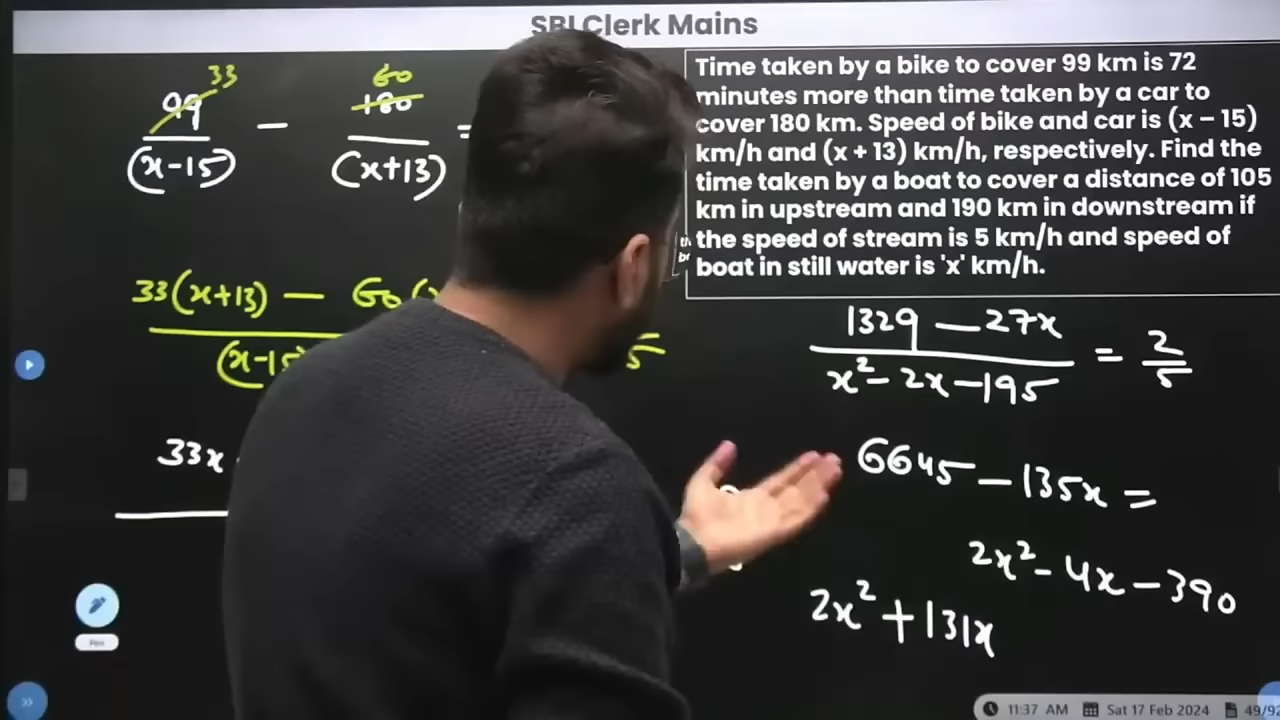 SBI Clerk Mains
Time taken by a bike to cover 99 km is 72
minutes more than time taken by a car to
cover 180 km. Speed of bike and car is (x – 15)
km/h and (x + 13) km/h, respectively. Find the
time taken by a boat to cover a distance of 105
km in upstream and 190 km in downstream if
the speed of stream is 5 km/h and speed of
boat in still water is 'x' km/h.
33 60
99 – 180 =
(x-15) (x+13)
33(x+13) – 60(
(x-15) 5
33x
1329 – 27x = 2
x²- 2x – 195 5
6645 – 135x =
2x² - 4x – 390
2x² + 131x
Pen
11:37 AM Sat 17 Feb 2024 49/92